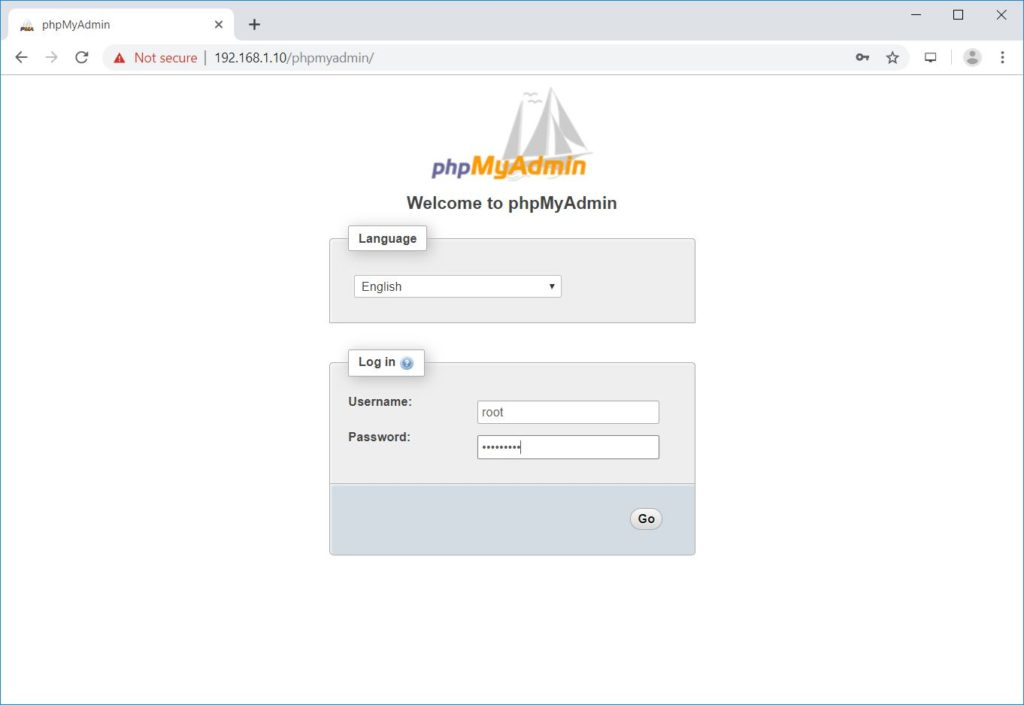 phpMyAdmin
Not secure | 192.168.1.10/phpmyadmin/
phpMyAdmin
Welcome to phpMyAdmin
Language
English
Log in
Username:
root
Password:
•••••••••
Go